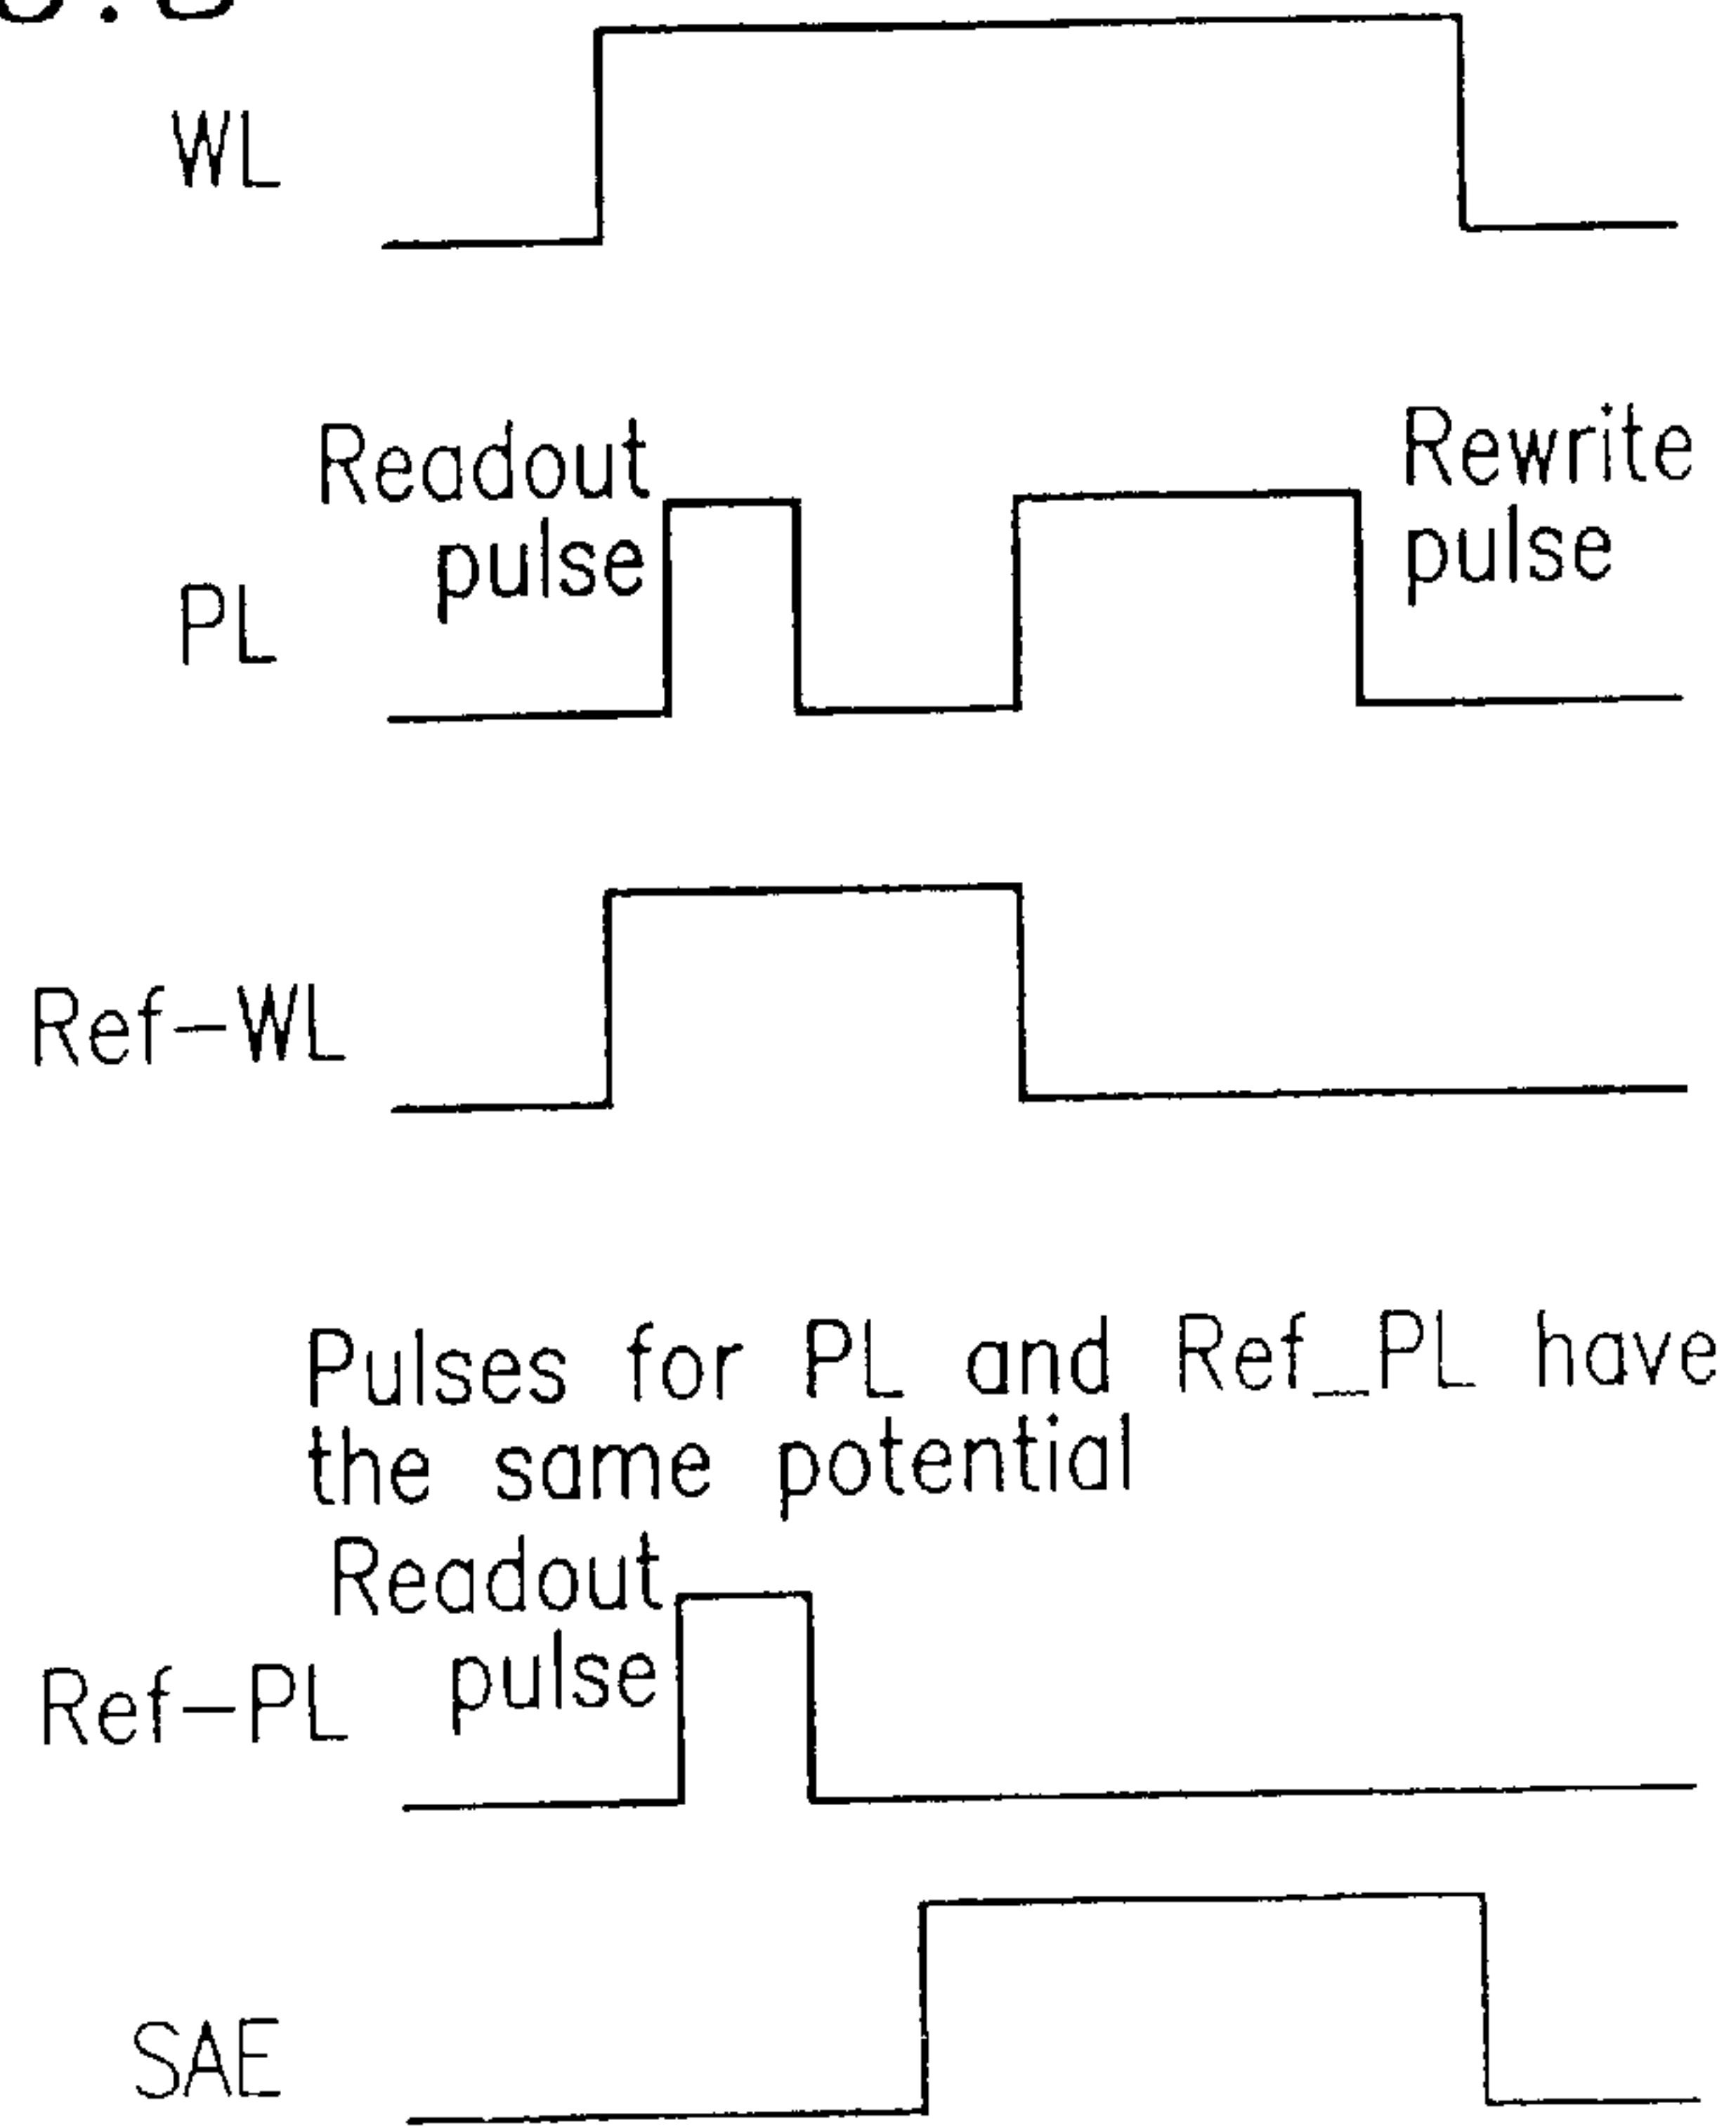 WL
Readout
pulse
Rewrite
pulse
PL
Ref-WL
Pulses for PL and Ref_PL have
the same potential
Readout
pulse
Ref-PL
SAE